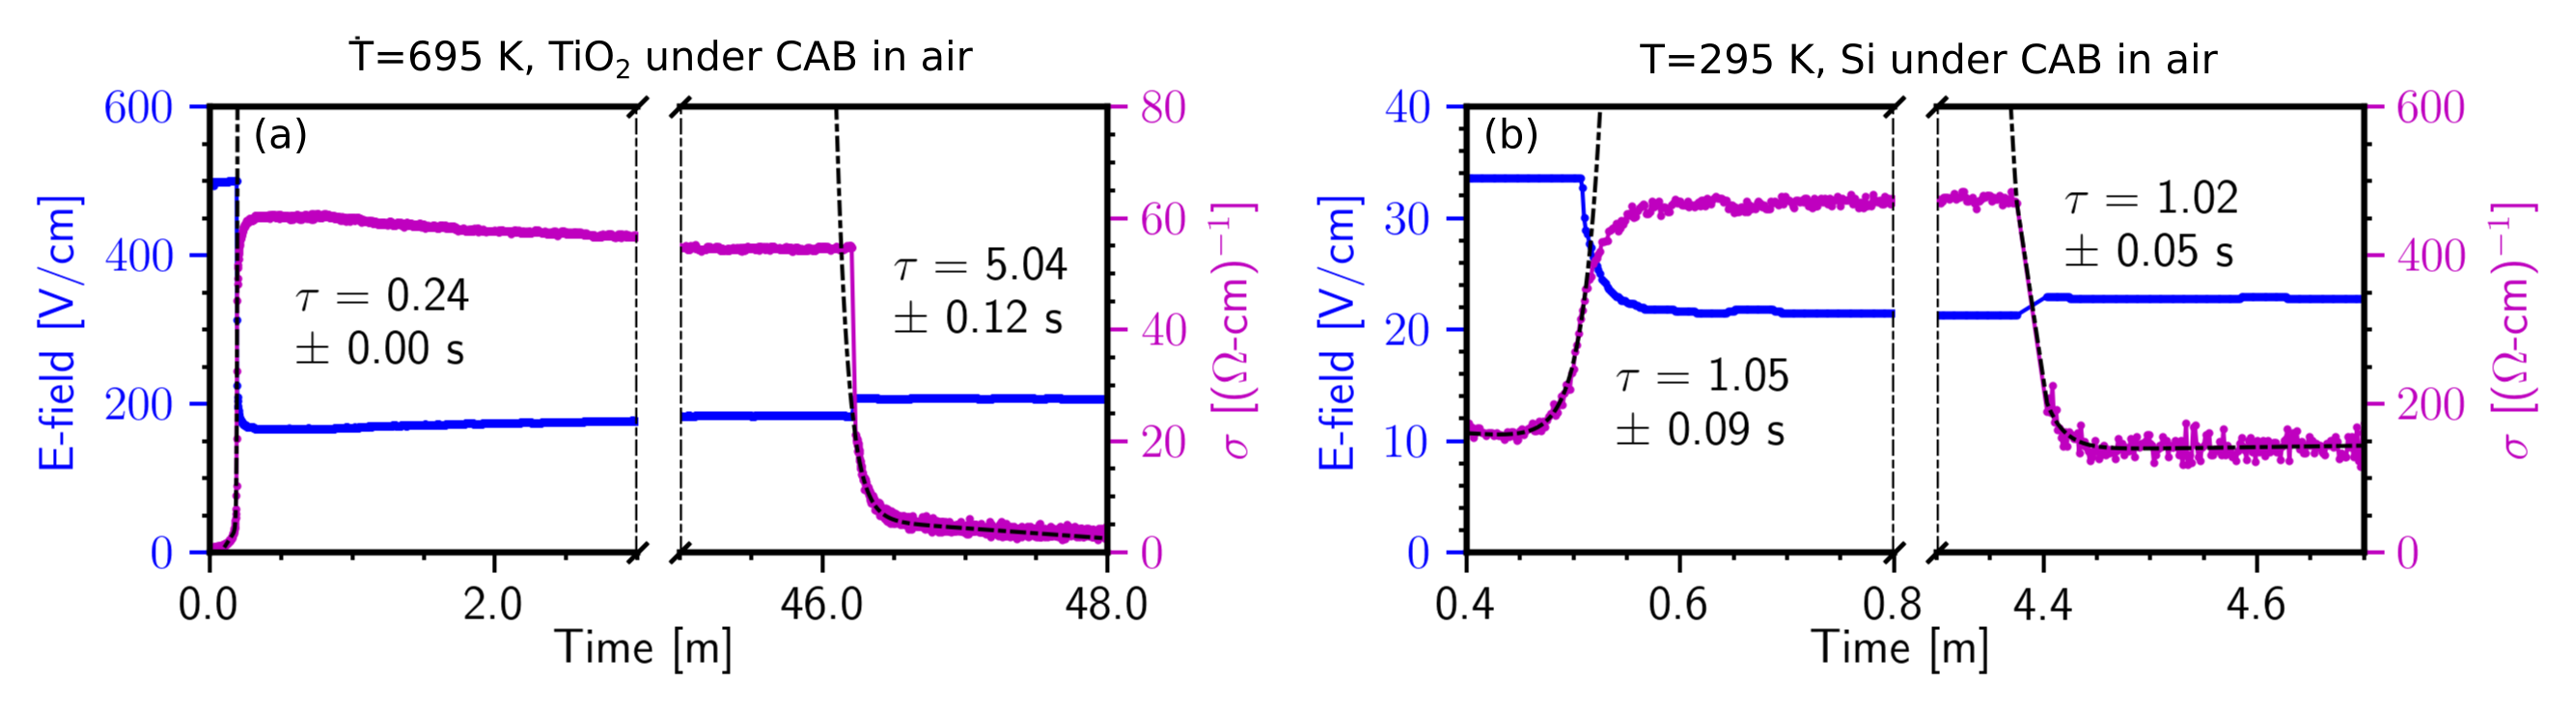 Ṫ=695 K, TiO₂ under CAB in air
(a)
600
400
200
0
E-field [V/cm]
80
60
40
20
0
σ [(Ω-cm)⁻¹]
τ = 0.24
± 0.00 s
τ = 5.04
± 0.12 s
0.0
2.0
46.0
48.0
Time [m]
T=295 K, Si under CAB in air
(b)
40
30
20
10
0
E-field [V/cm]
600
400
200
0
σ [(Ω-cm)⁻¹]
τ = 1.05
± 0.09 s
τ = 1.02
± 0.05 s
0.4
0.6
0.8
4.4
4.6
Time [m]